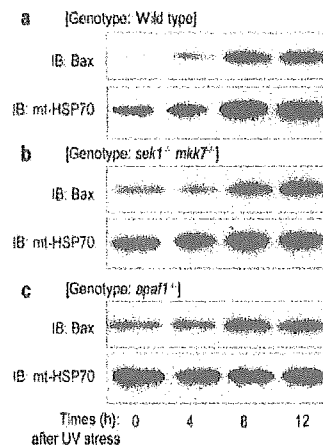 a [Genotype: Wild type]
IB: Bax
IB: mt-HSP70
b [Genotype: sek1-/- mkk7-/-]
IB: Bax
IB: mt-HSP70
c [Genotype: apaf1-/-]
IB: Bax
IB: mt-HSP70
Times (h): 0 4 8 12
after UV stress